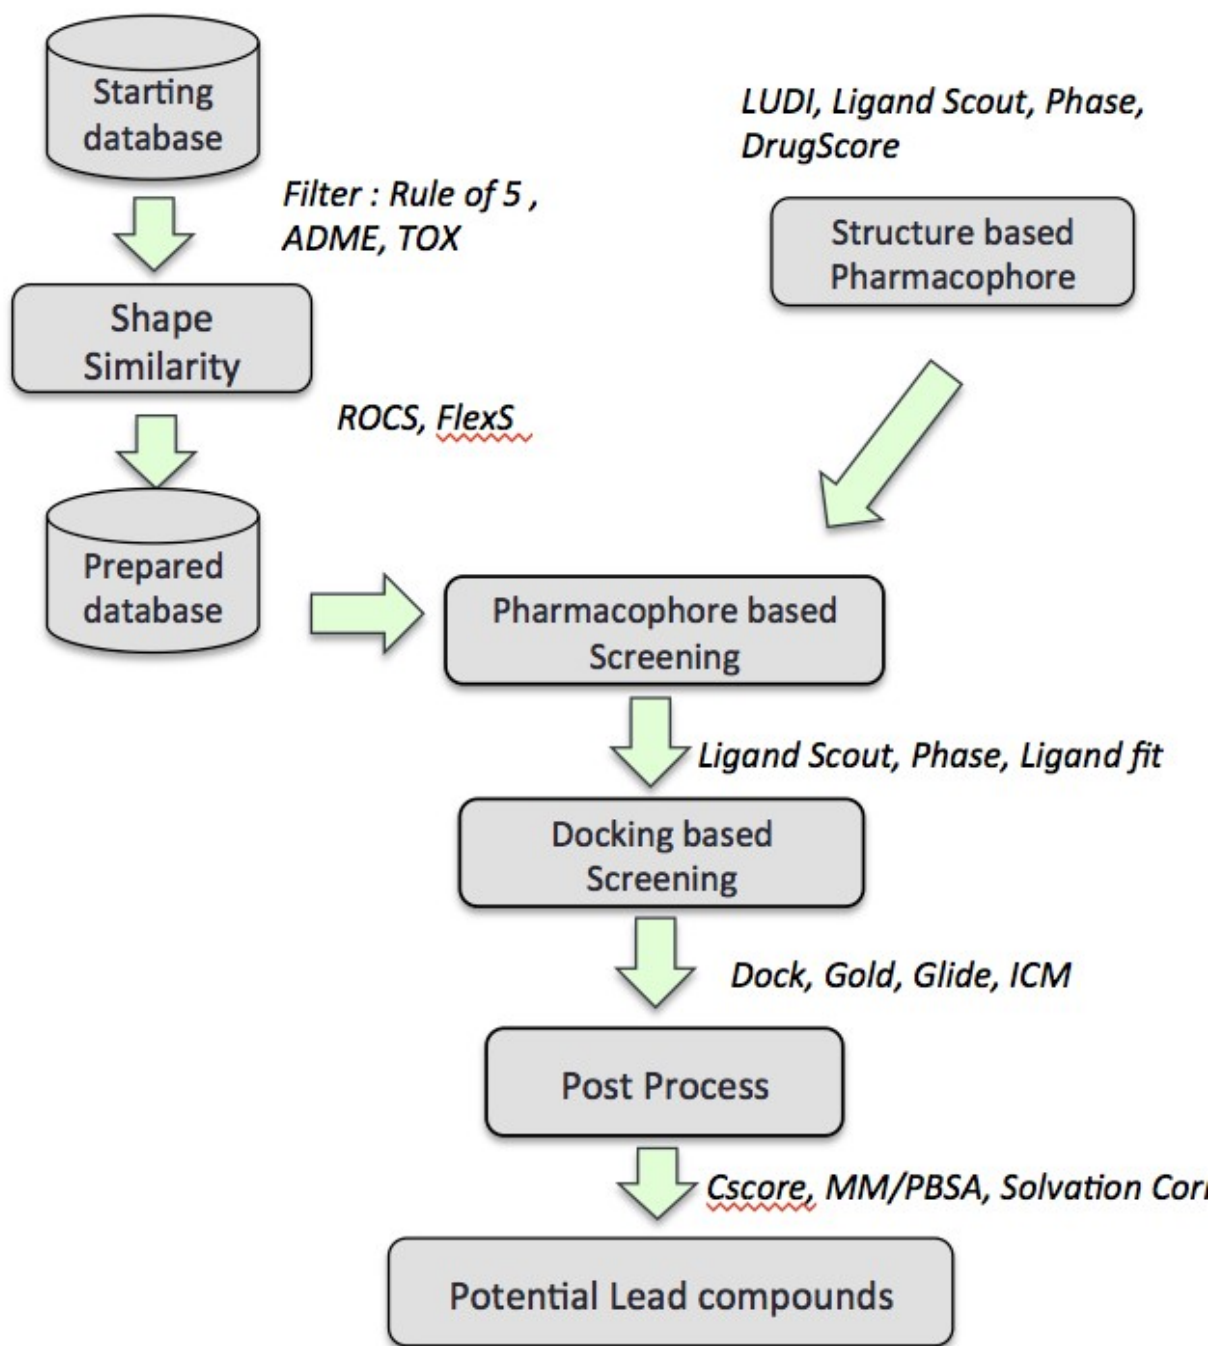 Starting
database
LUDI, Ligand Scout, Phase,
DrugScore
Filter : Rule of 5 ,
ADME, TOX
Structure based
Pharmacophore
Shape
Similarity
ROCS, FlexS
Prepared
database
Pharmacophore based
Screening
Ligand Scout, Phase, Ligand fit
Docking based
Screening
Dock, Gold, Glide, ICM
Post Process
Cscore, MM/PBSA, Solvation
Potential Lead compounds